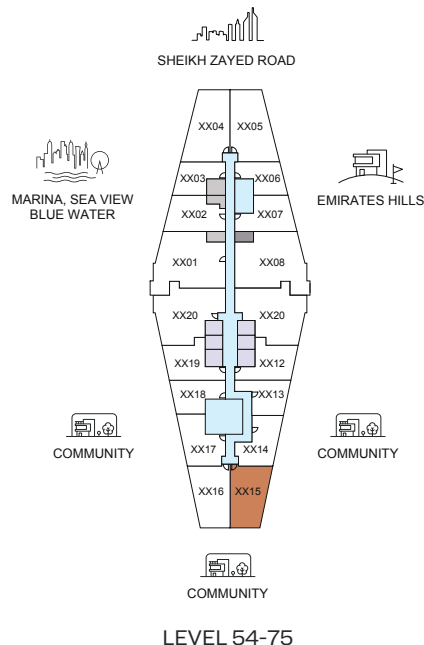 SHEIKH ZAYED ROAD
XX04 XX05
MARINA, SEA VIEW
BLUE WATER
XX03 XX06
EMIRATES HILLS
XX02 XX07
XX01 XX08
XX20 XX20
XX19 XX12
XX18 XX13
COMMUNITY
XX17 XX14
COMMUNITY
XX16 XX15
COMMUNITY
LEVEL 54-75